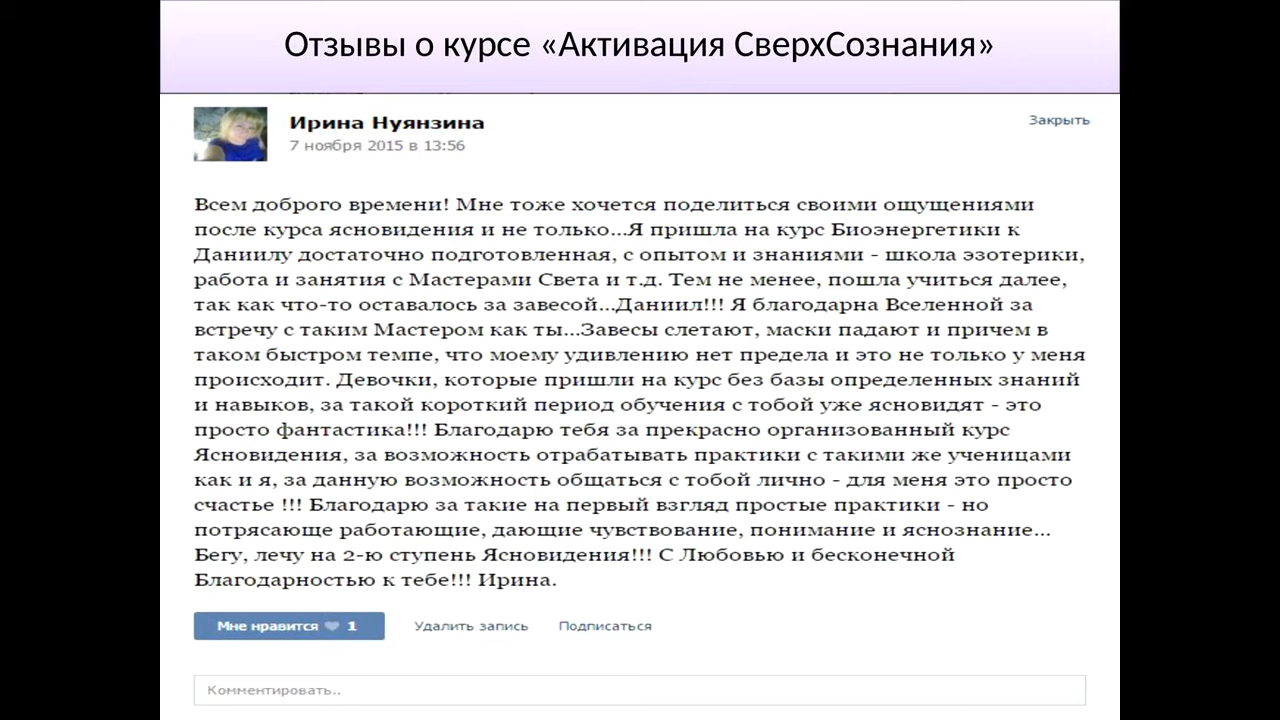 Отзывы о курсе «Активация СверхСознания»
Ирина Нуянзина
Закрыть
7 ноября 2015 в 13:56
Всем доброго времени! Мне тоже хочется поделиться своими ощущениями
после курса ясновидения и не только...Я пришла на курс Биоэнергетики к
Даниилу достаточно подготовленная, с опытом и знаниями - школа эзотерики,
работа и занятия с Мастерами Света и т.д. Тем не менее, пошла учиться далее,
так как что-то оставалось за завесой...Даниил!!! Я благодарна Вселенной за
встречу с таким Мастером как ты...Завесы слетают, маски падают и причем в
таком быстром темпе, что моему удивлению нет предела и это не только у меня
происходит. Девочки, которые пришли на курс без базы определенных знаний
и навыков, за такой короткий период обучения с тобой уже ясновидят - это
просто фантастика!!! Благодарю тебя за прекрасно организованный курс
Ясновидения, за возможность отрабатывать практики с такими же ученицами
как и я, за данную возможность общаться с тобой лично - для меня это просто
счастье !!! Благодарю за такие на первый взгляд простые практики - но
потрясающе работающие, дающие чувствование, понимание и яснознание...
Бегу, лечу на 2-ю ступень Ясновидения!!! С Любовью и бесконечной
Благодарностью к тебе!!! Ирина.
Мне нравится 1 Удалить запись Подписаться
Комментировать..